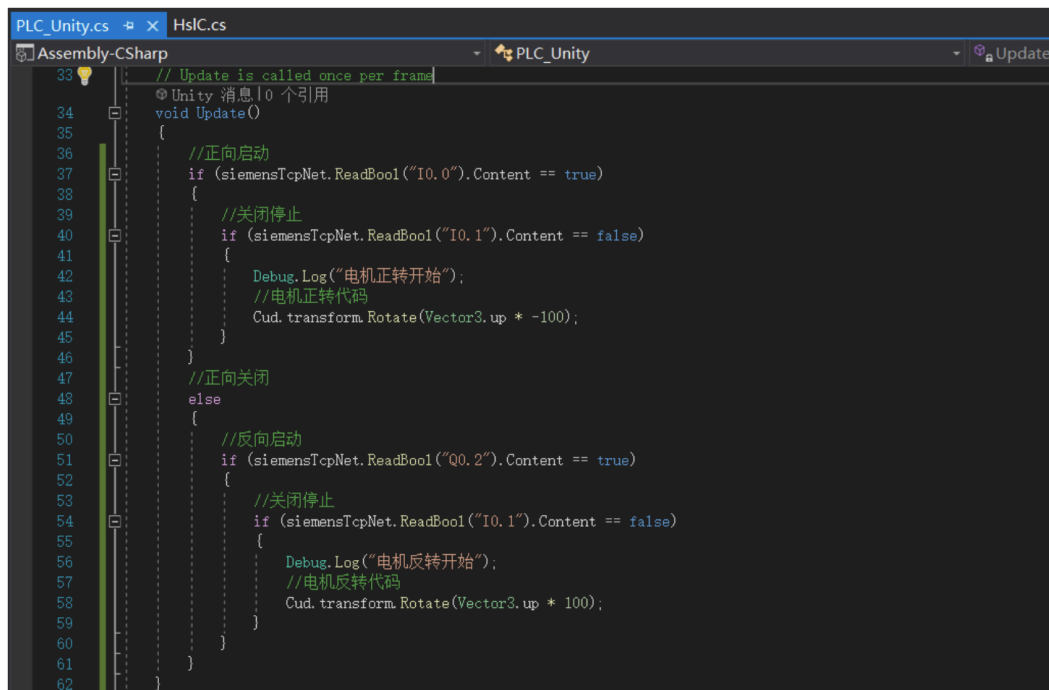 PLC_Unity.cs HslC.cs
Assembly-CSharp PLC_Unity Update
33 // Update is called once per frame
Unity 消息|0 个引用
34 void Update()
35 {
36 //正向启动
37 if (siemensTcpNet.ReadBool("I0.0").Content == true)
38 {
39 //关闭停止
40 if (siemensTcpNet.ReadBool("I0.1").Content == false)
41 {
42 Debug.Log("电机正转开始");
43 //电机正转代码
44 Cud.transform.Rotate(Vector3.up * -100);
45 }
46 }
47 //正向关闭
48 else
49 {
50 //反向启动
51 if (siemensTcpNet.ReadBool("Q0.2").Content == true)
52 {
53 //关闭停止
54 if (siemensTcpNet.ReadBool("I0.1").Content == false)
55 {
56 Debug.Log("电机反转开始");
57 //电机反转代码
58 Cud.transform.Rotate(Vector3.up * 100);
59 }
60 }
61 }
62 }